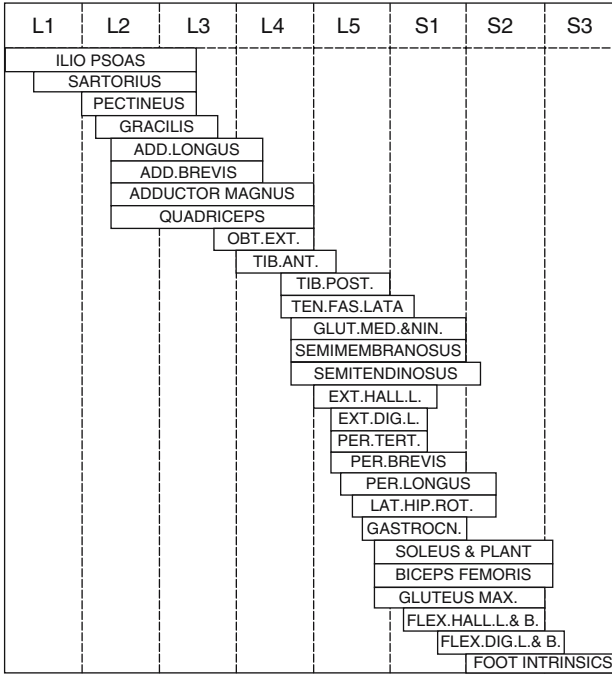 L1 L2 L3 L4 L5 S1 S2 S3
ILIO PSOAS
SARTORIUS
PECTINEUS
GRACILIS
ADD.LONGUS
ADD.BREVIS
ADDUCTOR MAGNUS
QUADRICEPS
OBT.EXT.
TIB.ANT.
TIB.POST.
TEN.FAS.LATA
GLUT.MED.&NIN.
SEMIMEMBRANOSUS
SEMITENDINOSUS
EXT.HALL.L.
EXT.DIG.L.
PER.TERT.
PER.BREVIS
PER.LONGUS
LAT.HIP.ROT.
GASTROCN.
SOLEUS & PLANT
BICEPS FEMORIS
GLUTEUS MAX.
FLEX.HALL.L.& B.
FLEX.DIG.L.& B.
FOOT INTRINSICS